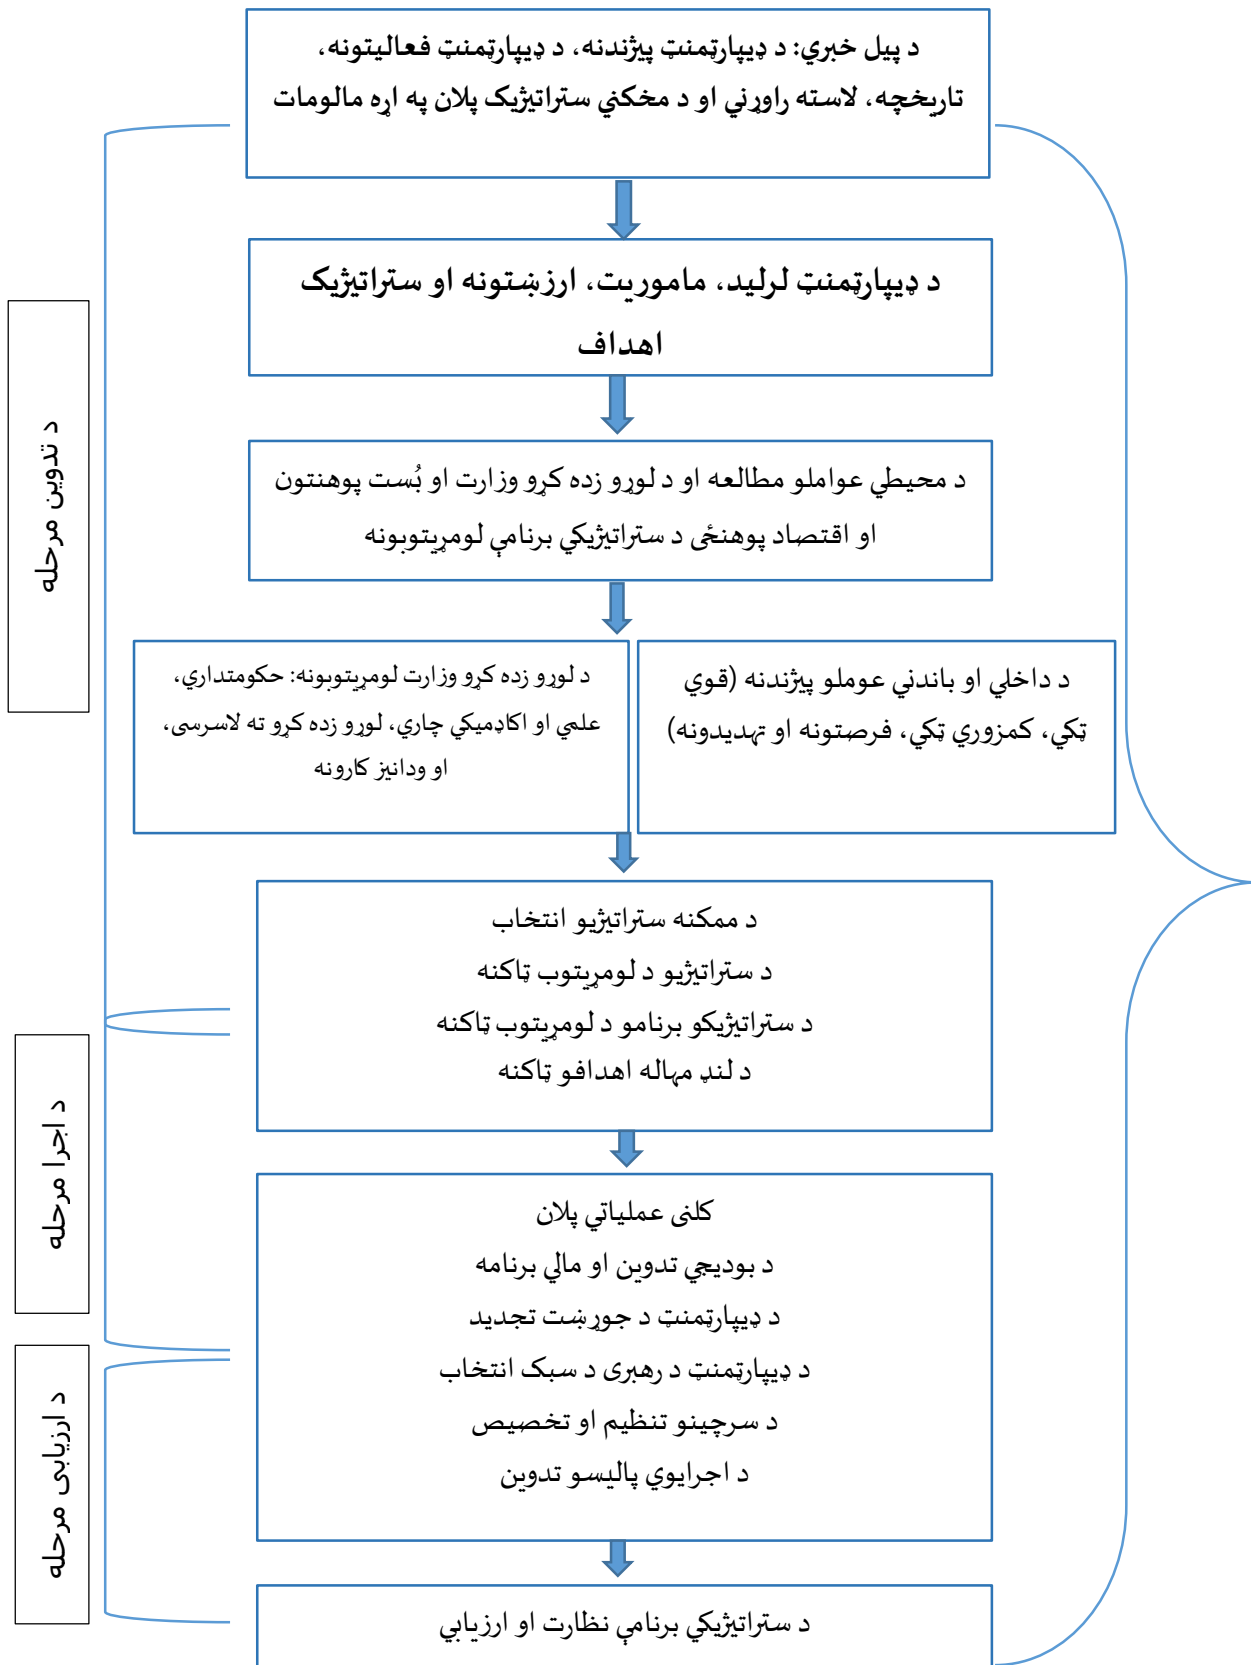 د پیل خبرې: د ډیپارټمنټ پیژندنه، د ډیپارټمنټ فعالیتونه،
تاریخچه، لاسته راوړني او د مخکني ستراتیژیک پلان په اړه مالومات
د ډیپارټمنټ لرلید، ماموریت، ارزښتونه او ستراتیژیک
اهداف
د محیطي عواملو مطالعه او د لوړو زده کړو وزارت او بُست پوهنتون
او اقتصاد پوهنځی د ستراتیژیکي برنامې لومړیتوبونه
د داخلي او باندني عوملو پیژندنه (قوي
ټکي، کمزوري ټکي، فرصتونه او تهدیدونه)
د لوړو زده کړو وزارت لومړیتوبونه: حکومتداري،
علمي او اکاډمیکي چاري، لوړو زده کړو ته لاسرسی،
او ودانیز کارونه
د ممکنه ستراتیژیو انتخاب
د ستراتیژیو د لومړیتوب ټاکنه
د ستراتیژیکو برنامو د لومړیتوب ټاکنه
د لنډ مهاله اهدافو ټاکنه
کلنی عملیاتي پلان
د بودیجي تدوین او مالي برنامه
د ډیپارټمنټ د جوړښت تجدید
د ډیپارټمنټ د رهبری د سبک انتخاب
د سرچینو تنظیم او تخصیص
د اجرایوي پالیسو تدوین
د ستراتیژیکي برنامې نظارت او ارزیابي
د تدوین مرحله
د اجرا مرحله
د ارزیابی مرحله